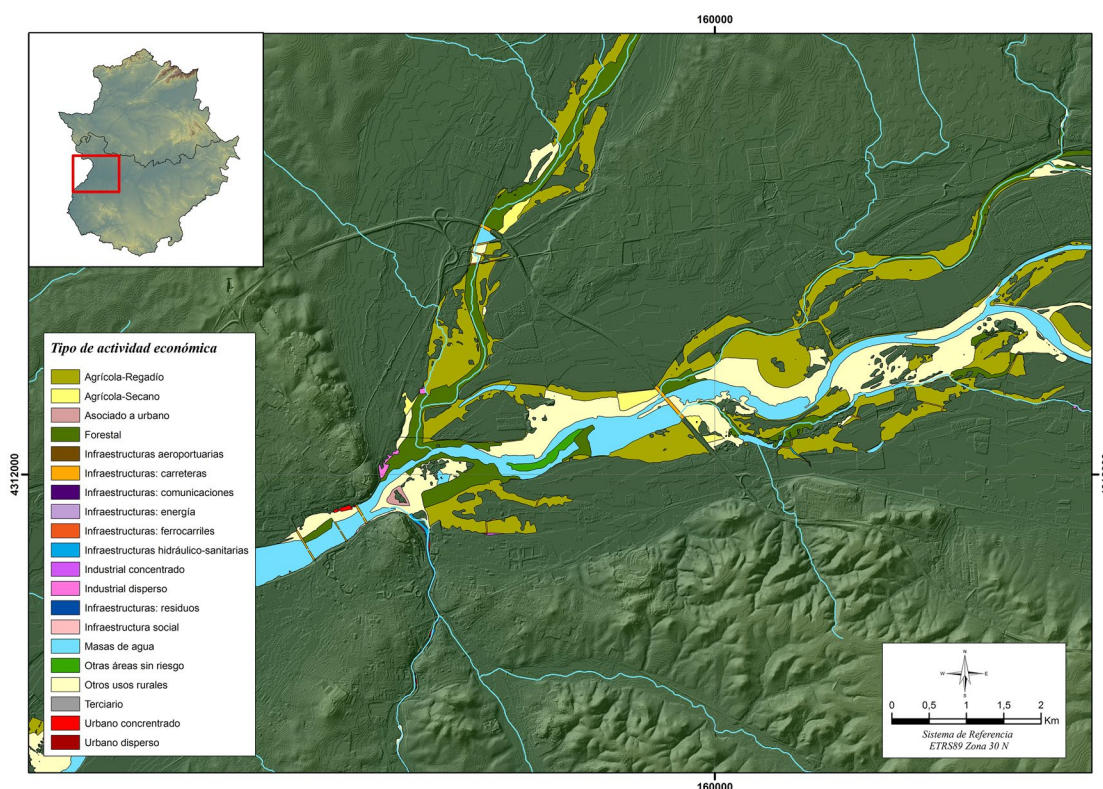 160000
4312000
Tipo de actividad económica
Agrícola-Regadío
Agrícola-Secano
Asociado a urbano
Forestal
Infraestructuras aeroportuarias
Infraestructuras: carreteras
Infraestructuras: comunicaciones
Infraestructuras: energía
Infraestructuras: ferrocarriles
Infraestructuras hidráulico-sanitarias
Industrial concentrado
Industrial disperso
Infraestructuras: residuos
Infraestructura social
Masas de agua
Otras áreas sin riesgo
Otros usos rurales
Terciario
Urbano concrentrado
Urbano disperso
N
W E
S
0 0,5 1 1,5 2
Km
Sistema de Referencia
ETRS89 Zona 30 N
160000